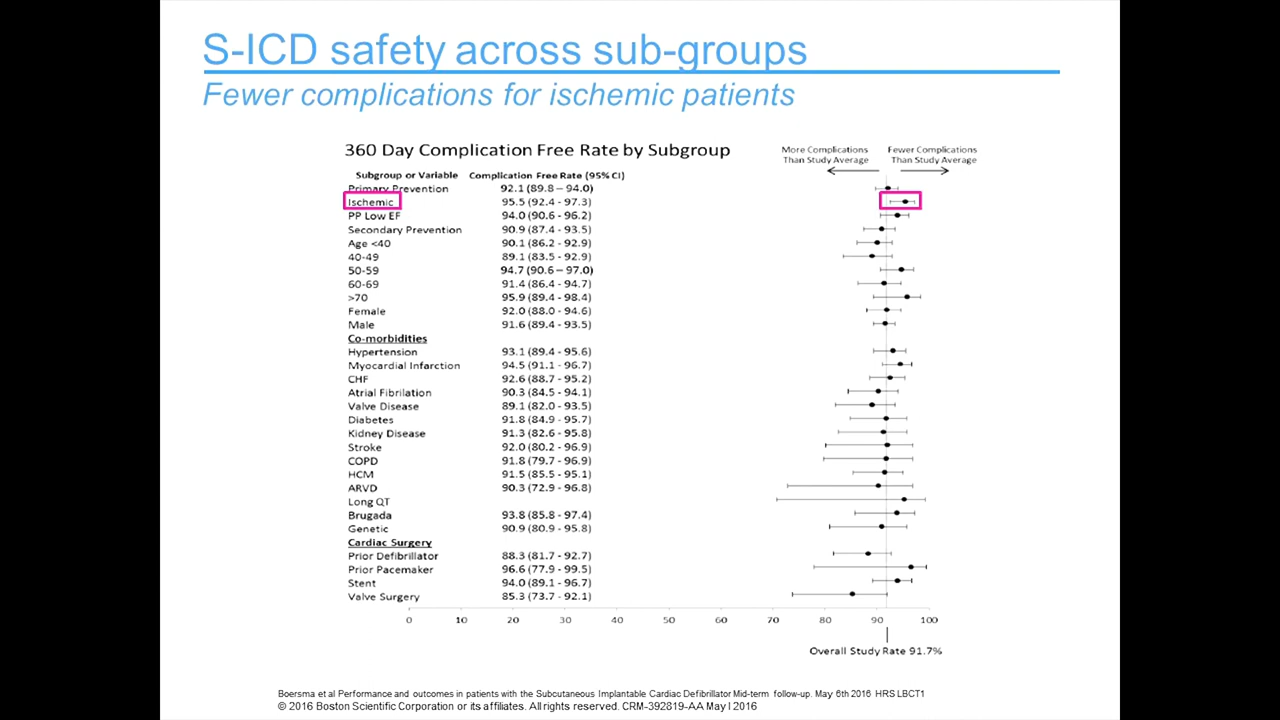 S-ICD safety across sub-groups
Fewer complications for ischemic patients
360 Day Complication Free Rate by Subgroup
More Complications Than Study Average
Fewer Complications Than Study Average
Subgroup or Variable Complication Free Rate (95% CI)
Primary Prevention 92.1 (89.8 – 94.0)
Ischemic 95.5 (92.4 - 97.3)
PP Low EF 94.0 (90.6 - 96.2)
Secondary Prevention 90.9 (87.4 - 93.5)
Age <40 90.1 (86.2 - 92.9)
40-49 89.1 (83.5 - 92.9)
50-59 94.7 (90.6 – 97.0)
60-69 91.4 (86.4 - 94.7)
>70 95.9 (89.4 - 98.4)
Female 92.0 (88.0 - 94.6)
Male 91.6 (89.4 - 93.5)
Co-morbidities
Hypertension 93.1 (89.4 - 95.6)
Myocardial Infarction 94.5 (91.1 - 96.7)
CHF 92.6 (88.7 - 95.2)
Atrial Fibrilation 90.3 (84.5 - 94.1)
Valve Disease 89.1 (82.0 - 93.5)
Diabetes 91.8 (84.9 - 95.7)
Kidney Disease 91.3 (82.6 - 95.8)
Stroke 92.0 (80.2 - 96.9)
COPD 91.8 (79.7 - 96.9)
HCM 91.5 (85.5 - 95.1)
ARVD 90.3 (72.9 - 96.8)
Long QT
Brugada 93.8 (85.8 - 97.4)
Genetic 90.9 (80.9 - 95.8)
Cardiac Surgery
Prior Defibrillator 88.3 (81.7 - 92.7)
Prior Pacemaker 96.6 (77.9 - 99.5)
Stent 94.0 (89.1 - 96.7)
Valve Surgery 85.3 (73.7 - 92.1)
0 10 20 30 40 50 60 70 80 90 100
Overall Study Rate 91.7%
Boersma et al Performance and outcomes in patients with the Subcutaneous Implantable Cardiac Defibrillator Mid-term follow-up. May 6th 2016 HRS LBCT1
© 2016 Boston Scientific Corporation or its affiliates. All rights reserved. CRM-392819-AA May l 2016